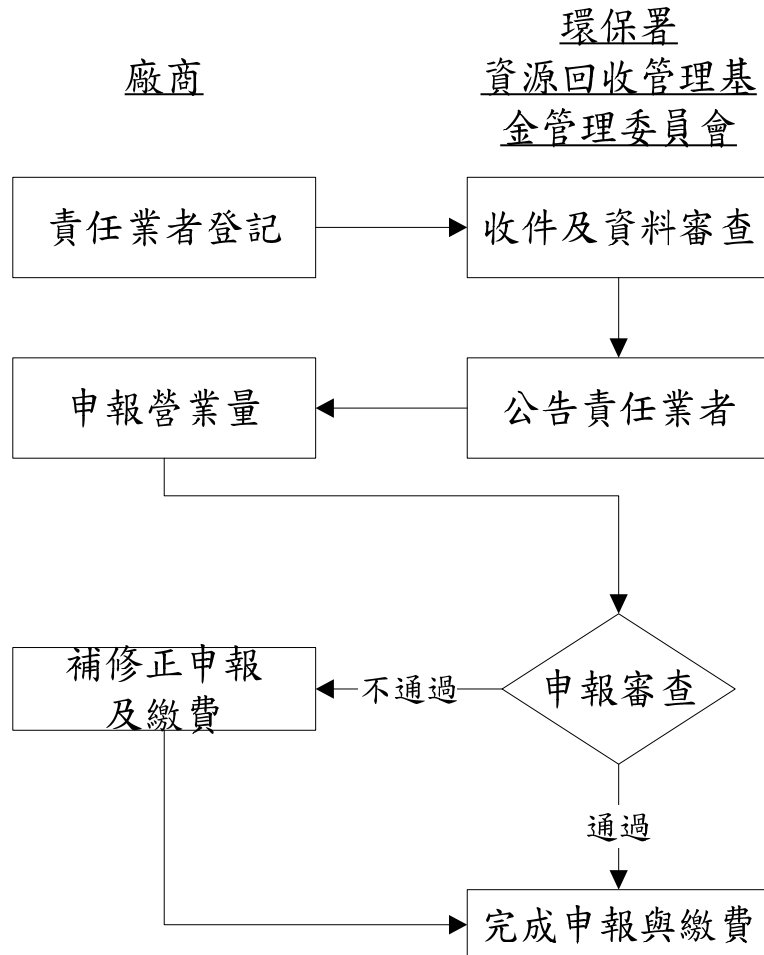 廠商
環保署
資源回收管理基
金管理委員會
責任業者登記
收件及資料審查
申報營業量
公告責任業者
補修正申報
及繳費
不通過
申報審查
通過
完成申報與繳費